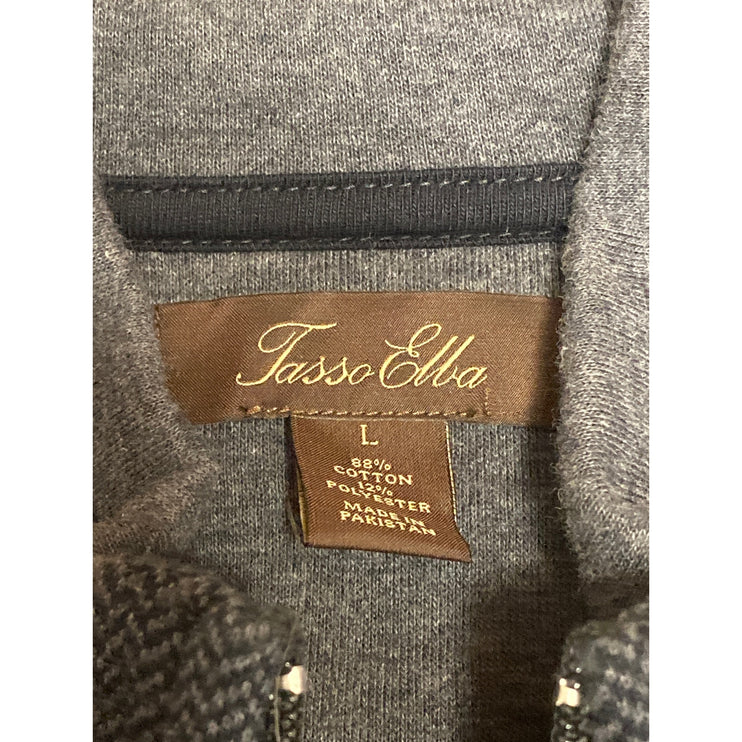 Tasso Elba
L
88%
COTTON
12%
POLYESTER
MADE IN
PAKISTAN